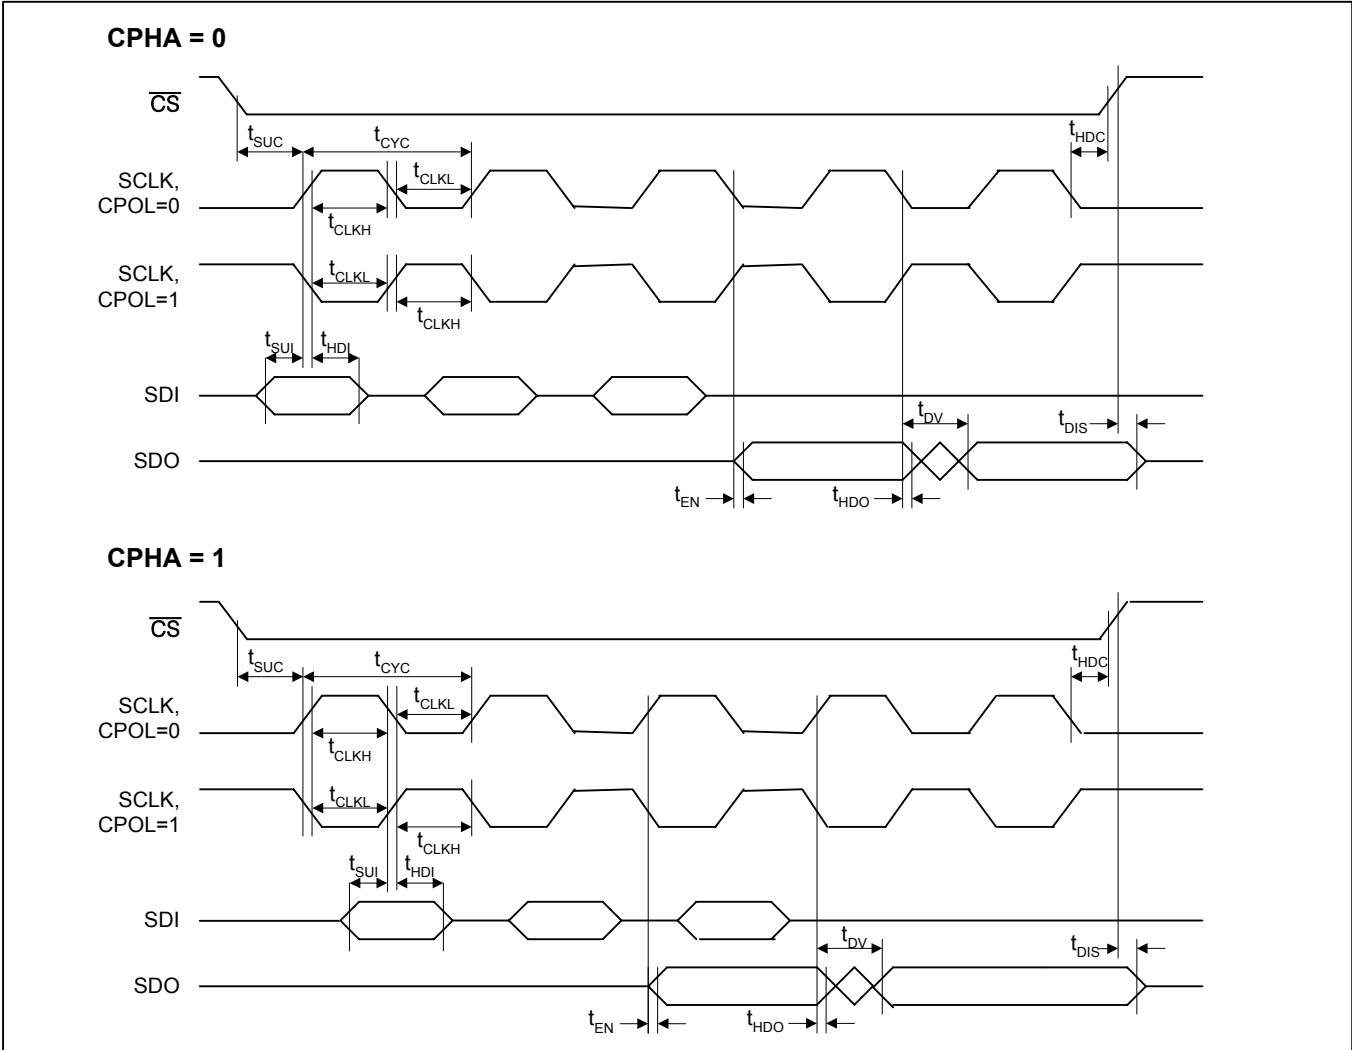 CPHA = 0
CS
tSUC
tCYC
tHDC
SCLK,
CPOL=0
tCLKL
tCLKH
SCLK,
CPOL=1
tCLKL
tCLKH
tSUI
tHDI
SDI
tDV
tDIS
SDO
tEN
tHDO
CPHA = 1
CS
tSUC
tCYC
tHDC
SCLK,
CPOL=0
tCLKL
tCLKH
SCLK,
CPOL=1
tCLKL
tCLKH
tSUI
tHDI
SDI
tDV
tDIS
SDO
tEN
tHDO